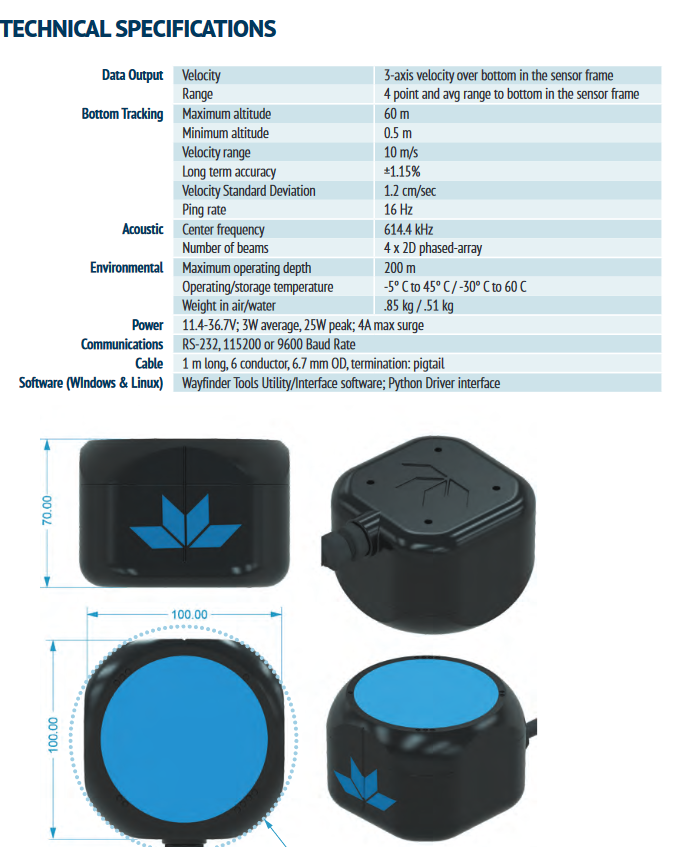 TECHNICAL SPECIFICATIONS
Data Output Velocity 3-axis velocity over bottom in the sensor frame
Range 4 point and avg range to bottom in the sensor frame
Bottom Tracking Maximum altitude 60 m
Minimum altitude 0.5 m
Velocity range 10 m/s
Long term accuracy ±1.15%
Velocity Standard Deviation 1.2 cm/sec
Ping rate 16 Hz
Acoustic Center frequency 614.4 kHz
Number of beams 4 x 2D phased-array
Environmental Maximum operating depth 200 m
Operating/storage temperature -5º C to 45º C / -30º C to 60 C
Weight in air/water .85 kg / .51 kg
Power 11.4-36.7V; 3W average, 25W peak; 4A max surge
Communications RS-232, 115200 or 9600 Baud Rate
Cable 1 m long, 6 conductor, 6.7 mm OD, termination: pigtail
Software (WIndows & Linux) Wayfinder Tools Utility/Interface software; Python Driver interface
70.00
100.00
100.00